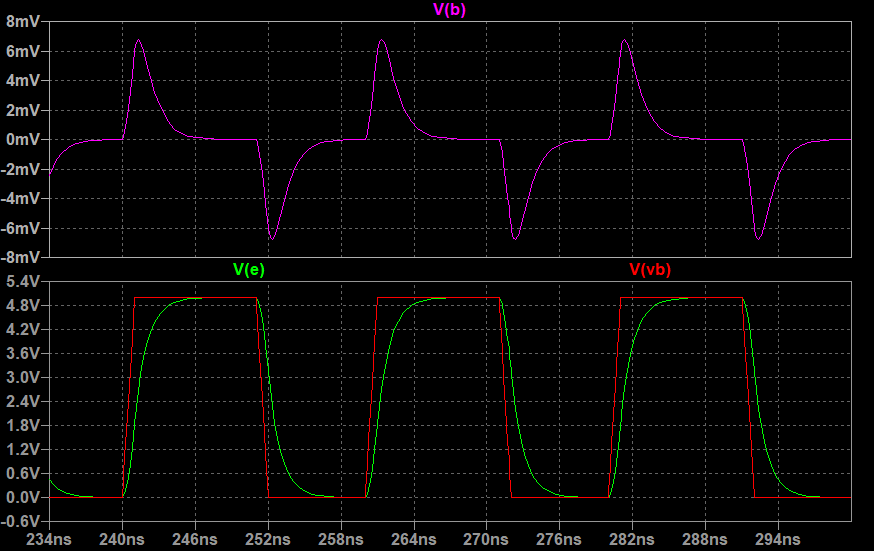 V(b)
8mV
6mV
4mV
2mV
0mV
-2mV
-4mV
-6mV
-8mV
V(e) V(vb)
5.4V
4.8V
4.2V
3.6V
3.0V
2.4V
1.8V
1.2V
0.6V
0.0V
-0.6V
234ns 240ns 246ns 252ns 258ns 264ns 270ns 276ns 282ns 288ns 294ns